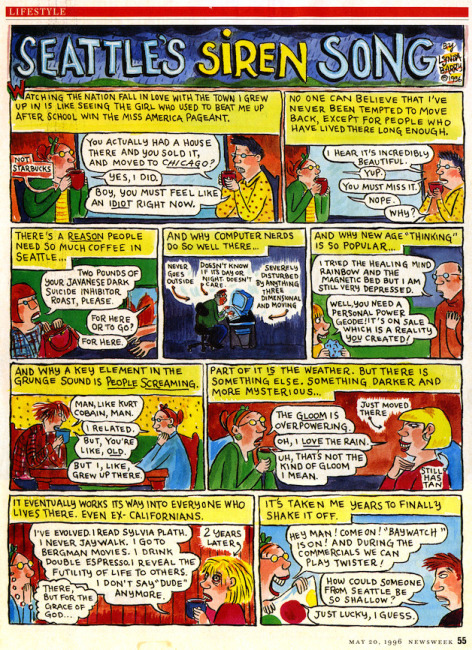 LIFESTYLE
SEATTLE'S SIREN SONG
By
LYNDA
BARRY
©1996
WATCHING THE NATION FALL IN LOVE WITH THE TOWN I GREW
UP IN IS LIKE SEEING THE GIRL WHO USED TO BEAT ME UP
AFTER SCHOOL WIN THE MISS AMERICA PAGEANT.
NOT
STARBUCKS
YOU ACTUALLY HAD A HOUSE
THERE AND YOU SOLD IT,
AND MOVED TO CHICAGO?
YES, I DID.
BOY, YOU MUST FEEL LIKE
AN IDIOT RIGHT NOW.
NO ONE CAN BELIEVE THAT I'VE
NEVER BEEN TEMPTED TO MOVE
BACK, EXCEPT FOR PEOPLE WHO
HAVE LIVED THERE LONG ENOUGH.
I HEAR IT'S INCREDIBLY
BEAUTIFUL.
YUP.
YOU MUST MISS IT.
NOPE.
WHY?
THERE'S A REASON PEOPLE
NEED SO MUCH COFFEE IN
SEATTLE...
TWO POUNDS OF
YOUR JAVANESE DARK
SUICIDE INHIBITOR
ROAST, PLEASE.
FOR HERE
OR TO GO?
FOR HERE.
AND WHY COMPUTER NERDS
DO SO WELL THERE...
NEVER
GOES
OUTSIDE
DOESN'T KNOW
IF IT'S DAY OR
NIGHT. DOESN'T
CARE.
SEVERELY
DISTURBED
BY ANYTHING
THREE
DIMENSIONAL
AND MOVING
AND WHY NEW AGE "THINKING"
IS SO POPULAR...
I TRIED THE HEALING MIND
RAINBOW AND THE
MAGNETIC BED BUT I AM
STILL VERY DEPRESSED.
WELL, YOU NEED A
PERSONAL POWER
GEODE! IT'S ON SALE
WHICH IS A REALITY
YOU CREATED!
AND WHY A KEY ELEMENT IN THE
GRUNGE SOUND IS PEOPLE SCREAMING.
MAN, LIKE KURT
COBAIN, MAN.
I RELATED.
BUT, YOU'RE
LIKE, OLD.
BUT I, LIKE,
GREW UP THERE.
PART OF IT IS THE WEATHER. BUT THERE IS
SOMETHING ELSE. SOMETHING DARKER AND
MORE MYSTERIOUS...
THE GLOOM IS
OVERPOWERING.
OH, I LOVE THE RAIN.
UH, THAT'S NOT THE
KIND OF GLOOM
I MEAN.
JUST MOVED
THERE
STILL
HAS
TAN
IT EVENTUALLY WORKS ITS WAY INTO EVERYONE WHO
LIVES THERE. EVEN EX-CALIFORNIANS.
I'VE EVOLVED. I READ SYLVIA PLATH.
I NEVER JAYWALK. I GO TO
BERGMAN MOVIES. I DRINK
DOUBLE ESPRESSO. I REVEAL THE
FUTILITY OF LIFE TO OTHERS.
I DON'T SAY "DUDE"
ANYMORE.
2 YEARS
LATER
THERE,
BUT FOR THE
GRACE OF
GOD...
IT'S TAKEN ME YEARS TO FINALLY
SHAKE IT OFF.
HEY MAN! COME ON! "BAYWATCH"
IS ON! AND DURING THE
COMMERCIALS WE CAN
PLAY TWISTER!
HOW COULD SOMEONE
FROM SEATTLE BE
SO SHALLOW?
JUST LUCKY, I GUESS.
MAY 20, 1996 NEWSWEEK 55